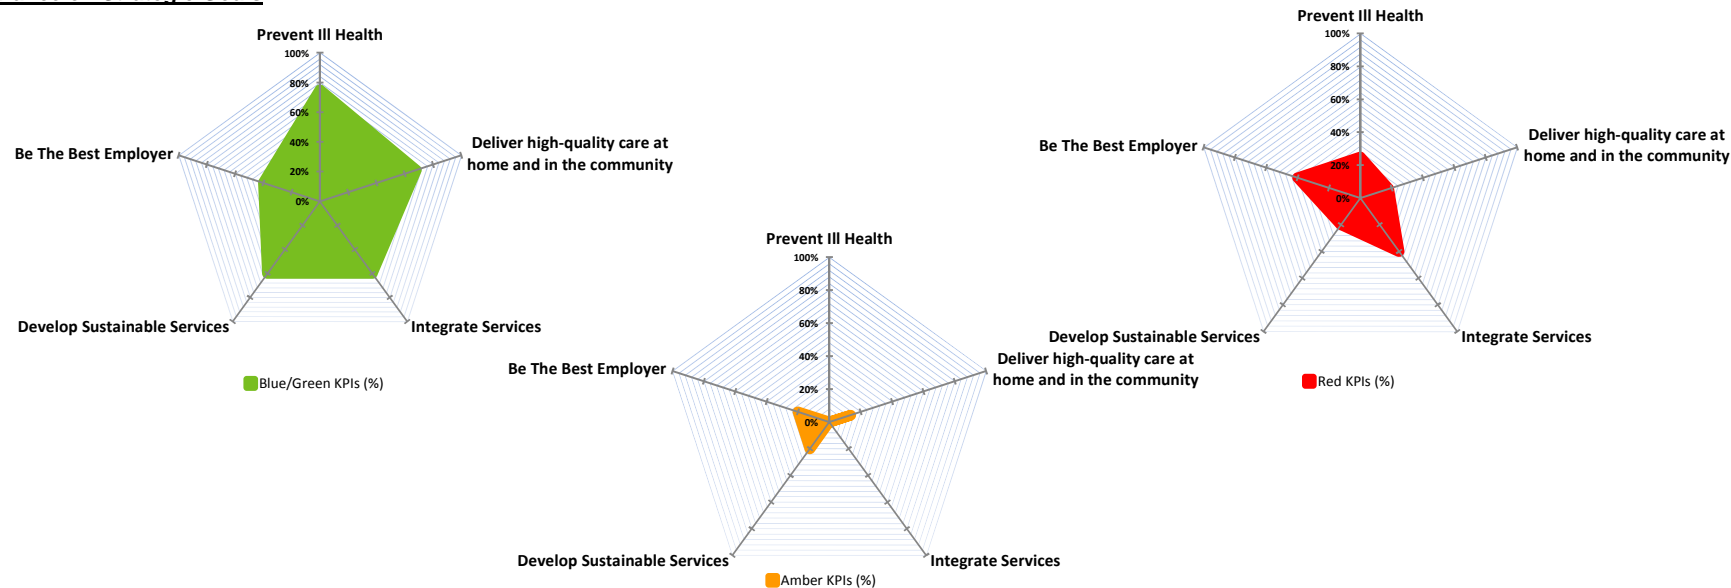 Prevent Ill Health
100%
80%
60%
40%
20%
0%
Be The Best Employer
Deliver high-quality care at
home and in the community
Develop Sustainable Services
Integrate Services
Blue/Green KPIs (%)
Prevent Ill Health
100%
80%
60%
40%
20%
0%
Be The Best Employer
Deliver high-quality care at
home and in the community
Develop Sustainable Services
Integrate Services
Amber KPIs (%)
Prevent Ill Health
100%
80%
60%
40%
20%
0%
Be The Best Employer
Deliver high-quality care at
home and in the community
Develop Sustainable Services
Integrate Services
Red KPIs (%)